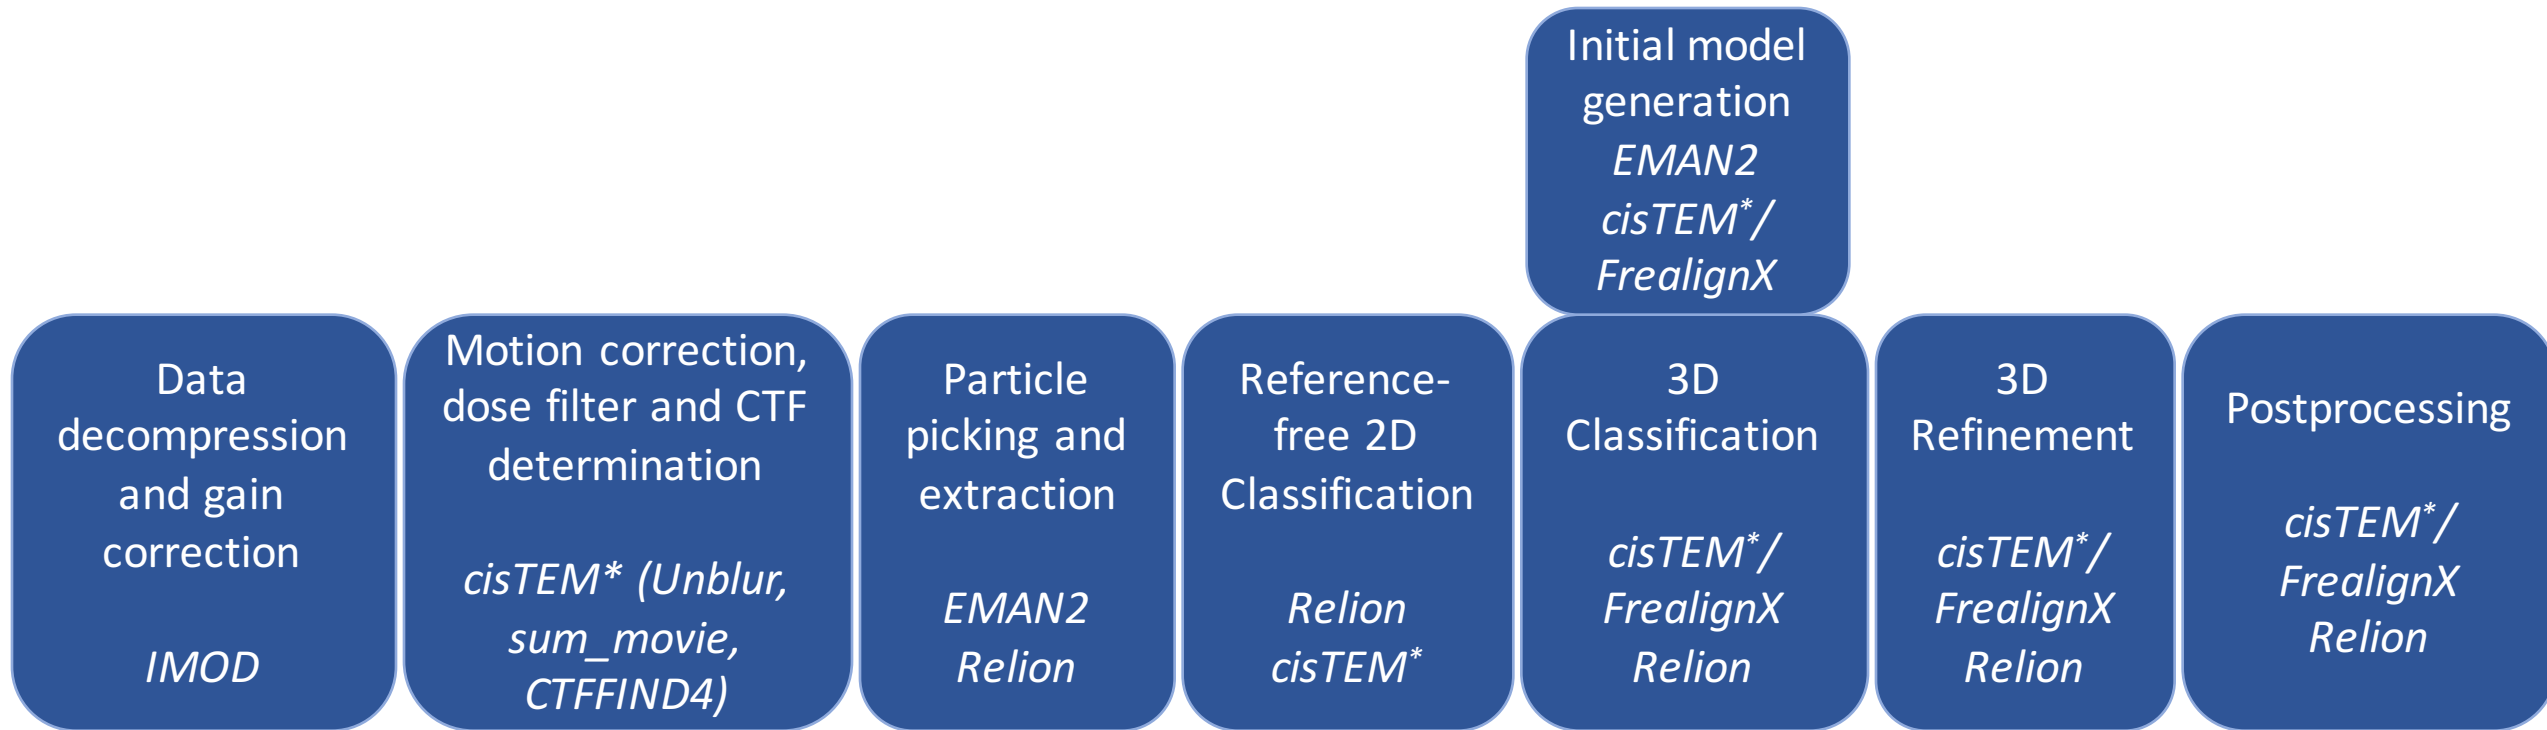 Data
decompression
and gain
correction
IMOD
Motion correction,
dose filter and CTF
determination
cisTEM* (Unblur,
sum_movie,
CTFFIND4)
Particle
picking and
extraction
EMAN2
Relion
Reference-
free 2D
Classification
Relion
cisTEM*
Initial model
generation
EMAN2
cisTEM*/
FrealignX
3D
Classification
cisTEM*/
FrealignX
Relion
3D
Refinement
cisTEM*/
FrealignX
Relion
Postprocessing
cisTEM*/
FrealignX
Relion